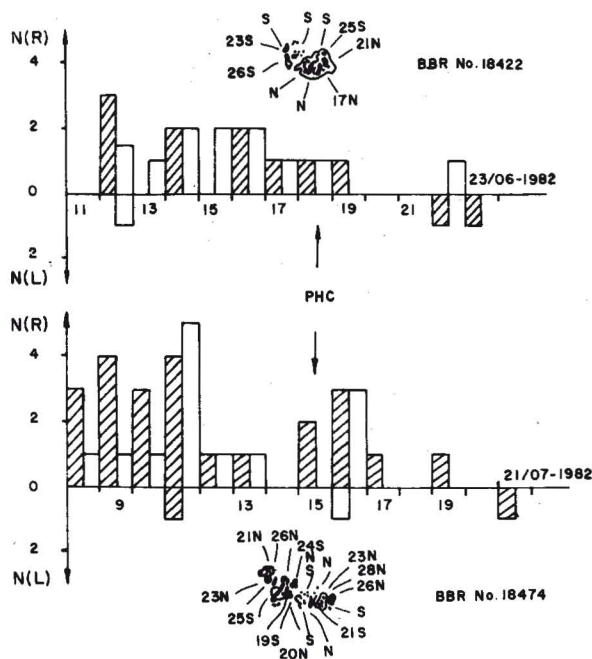 N(R)
S S S
23S 25S
21N
4 26S
BBR No. 18422
N N 17N
2
23/06-1982
0
11 13 15 17 19 21
2
N(L)
PHC
N(R)
4
2
21/07-1982
0
9 13 15 17 19
2
N(L)
21N 26N 24S
N S N 23N
28N
26N
23N
25S S
19S S 21S
20N N
BBR No. 18474